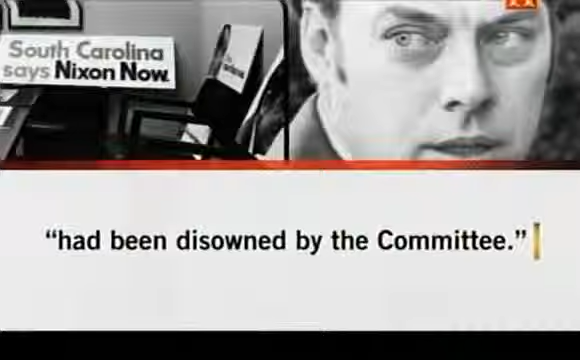 South Carolina
says Nixon Now.
“had been disowned by the Committee.”